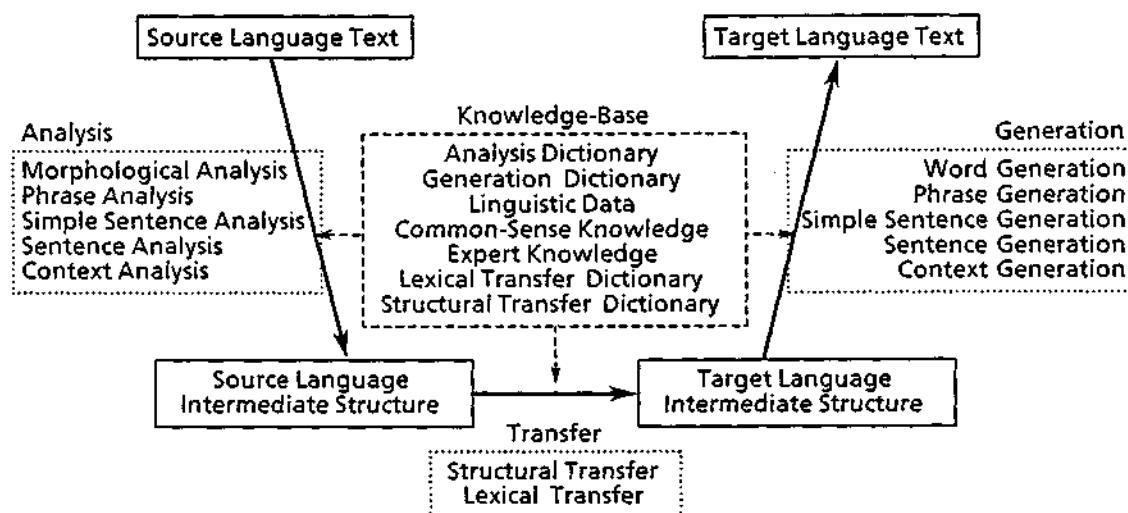 Source Language Text
Target Language Text
Analysis
Morphological Analysis
Phrase Analysis
Simple Sentence Analysis
Sentence Analysis
Context Analysis
Knowledge-Base
Analysis Dictionary
Generation Dictionary
Linguistic Data
Common-Sense Knowledge
Expert Knowledge
Lexical Transfer Dictionary
Structural Transfer Dictionary
Generation
Word Generation
Phrase Generation
Simple Sentence Generation
Sentence Generation
Context Generation
Source Language
Intermediate Structure
Target Language
Intermediate Structure
Transfer
Structural Transfer
Lexical Transfer